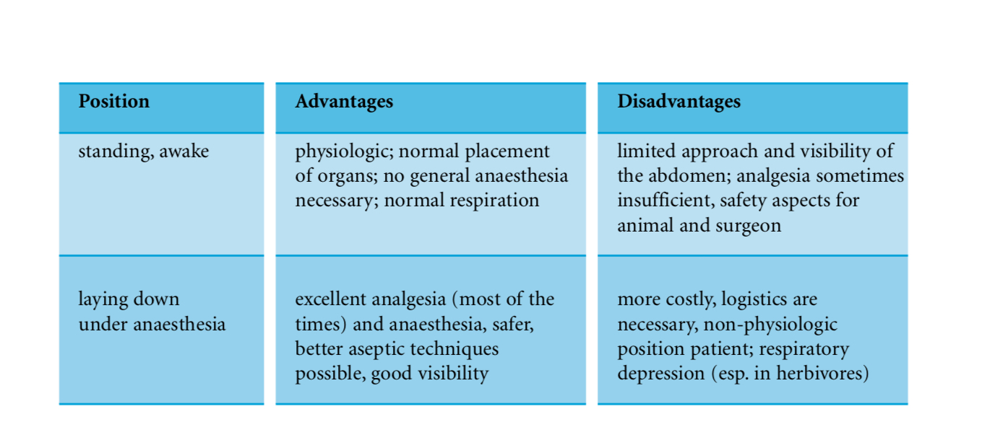 Position
Advantages
Disadvantages
standing, awake
physiologic; normal placement
of organs; no general anaesthesia
necessary; normal respiration
limited approach and visibility of
the abdomen; analgesia sometimes
insufficient, safety aspects for
animal and surgeon
laying down
under anaesthesia
excellent analgesia (most of the
times) and anaesthesia, safer,
better aseptic techniques
possible, good visibility
more costly, logistics are
necessary, non-physiologic
position patient; respiratory
depression (esp. in herbivores)